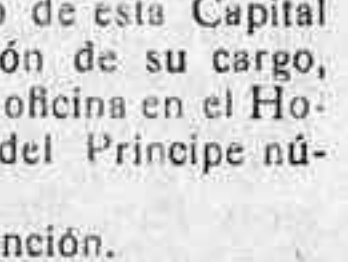 o de esta Capital
ón de su cargo,
oficina en el Ho-
del Principe nú-
nción.